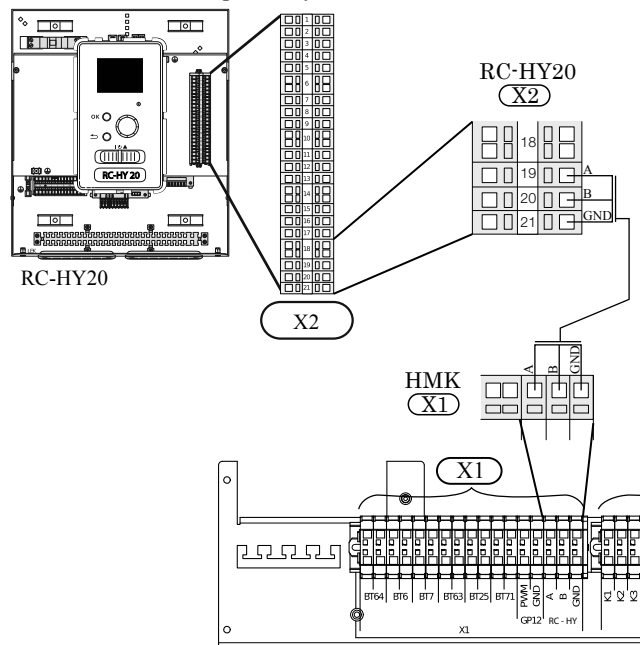 1
2
3
4
5
6
7
8
9
10
11
12
13
14
15
16
17
18
19
20
21
OK
RC-HY 20
RC-HY20
X2
RC-HY20
X2
18
19 A
20 B
21 GND
A B GND
HMK
X1
X1
BT64 BT6 BT7 BT63 BT25 BT71 PWM GND A B GND K1 K2 K3
GP12 RC - HY
X1